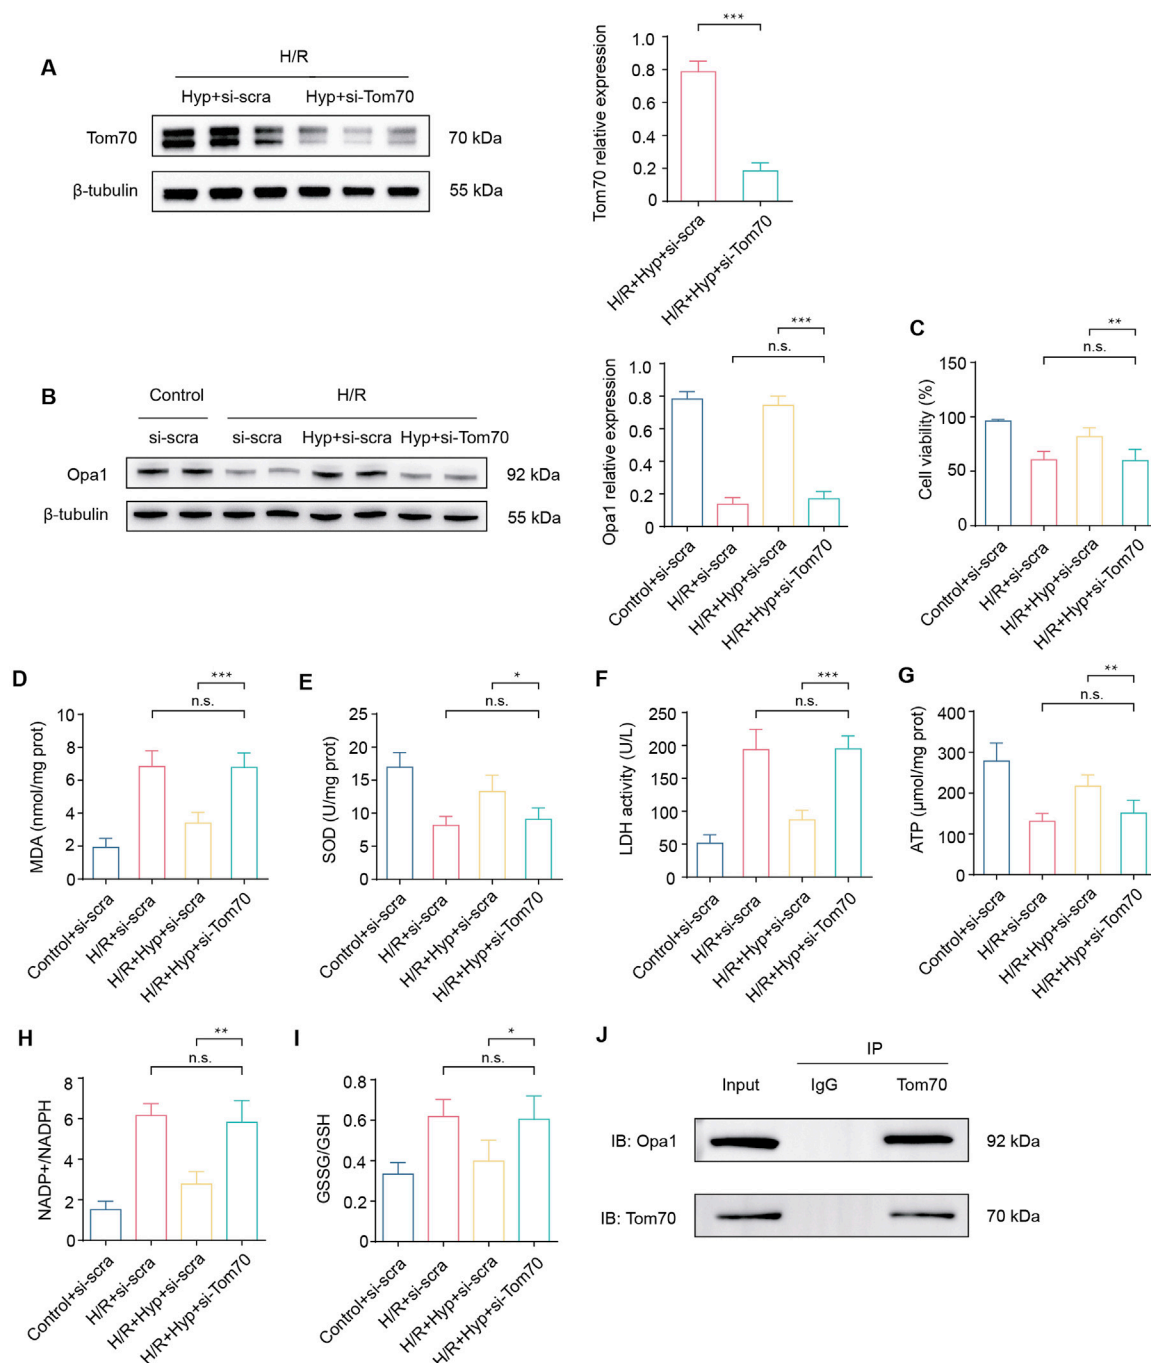 A
H/R
Hyp+si-scra Hyp+si-Tom70
Tom70 70 kDa
β-tubulin 55 kDa
***
Tom70 relative expression
1.0
0.8
0.6
0.4
0.2
0
H/R+Hyp+si-scra
H/R+Hyp+si-Tom70
B
Control H/R
si-scra si-scra Hyp+si-scra Hyp+si-Tom70
Opa1 92 kDa
β-tubulin 55 kDa
***
n.s.
Opa1 relative expression
1.0
0.8
0.6
0.4
0.2
0
Control+si-scra
H/R+si-scra
H/R+Hyp+si-scra
H/R+Hyp+si-Tom70
C
**
n.s.
Cell viability (%)
150
100
50
0
Control+si-scra
H/R+si-scra
H/R+Hyp+si-scra
H/R+Hyp+si-Tom70
D
***
n.s.
MDA (nmol/mg prot)
10
8
6
4
2
0
Control+si-scra
H/R+si-scra
H/R+Hyp+si-scra
H/R+Hyp+si-Tom70
E
*
n.s.
SOD (U/mg prot)
25
20
15
10
5
0
Control+si-scra
H/R+si-scra
H/R+Hyp+si-scra
H/R+Hyp+si-Tom70
F
***
n.s.
LDH activity (U/L)
250
200
150
100
50
0
Control+si-scra
H/R+si-scra
H/R+Hyp+si-scra
H/R+Hyp+si-Tom70
G
**
n.s.
ATP (μmol/mg prot)
400
300
200
100
0
Control+si-scra
H/R+si-scra
H/R+Hyp+si-scra
H/R+Hyp+si-Tom70
H
**
n.s.
NADP+/NADPH
8
6
4
2
0
Control+si-scra
H/R+si-scra
H/R+Hyp+si-scra
H/R+Hyp+si-Tom70
I
*
n.s.
GSSG/GSH
0.8
0.6
0.4
0.2
0
Control+si-scra
H/R+si-scra
H/R+Hyp+si-scra
H/R+Hyp+si-Tom70
J
IP
Input IgG Tom70
IB: Opa1 92 kDa
IB: Tom70 70 kDa